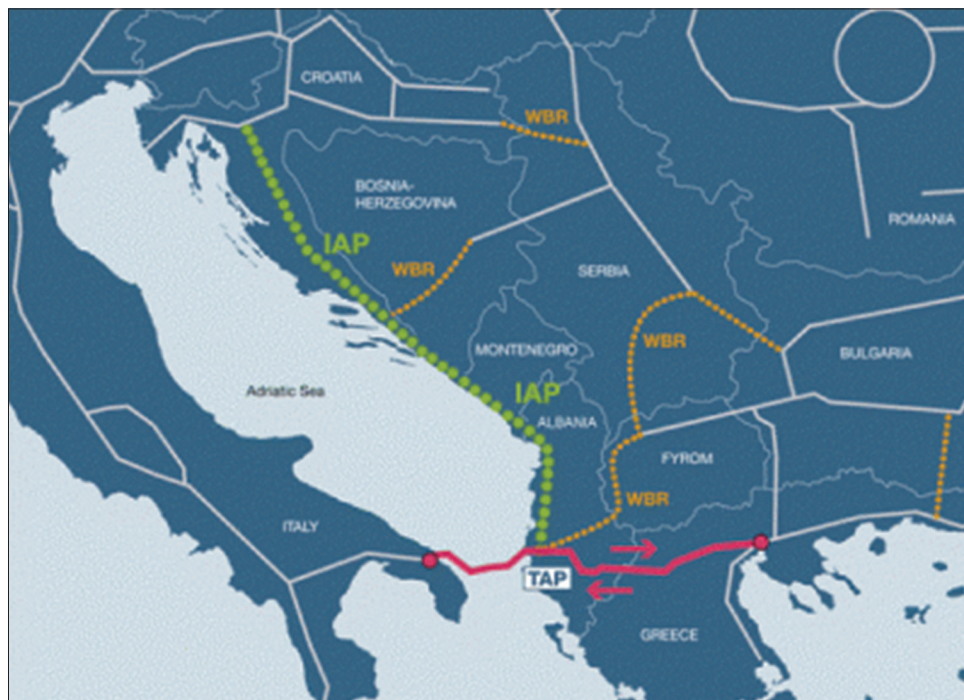 CROATIA
WBR
BOSNIA-
HERZEGOVINA
ROMANIA
IAP
WBR
SERBIA
WBR
MONTENEGRO
BULGARIA
Adriatic Sea
IAP
ALBANIA
FYROM
WBR
ITALY
TAP
GREECE